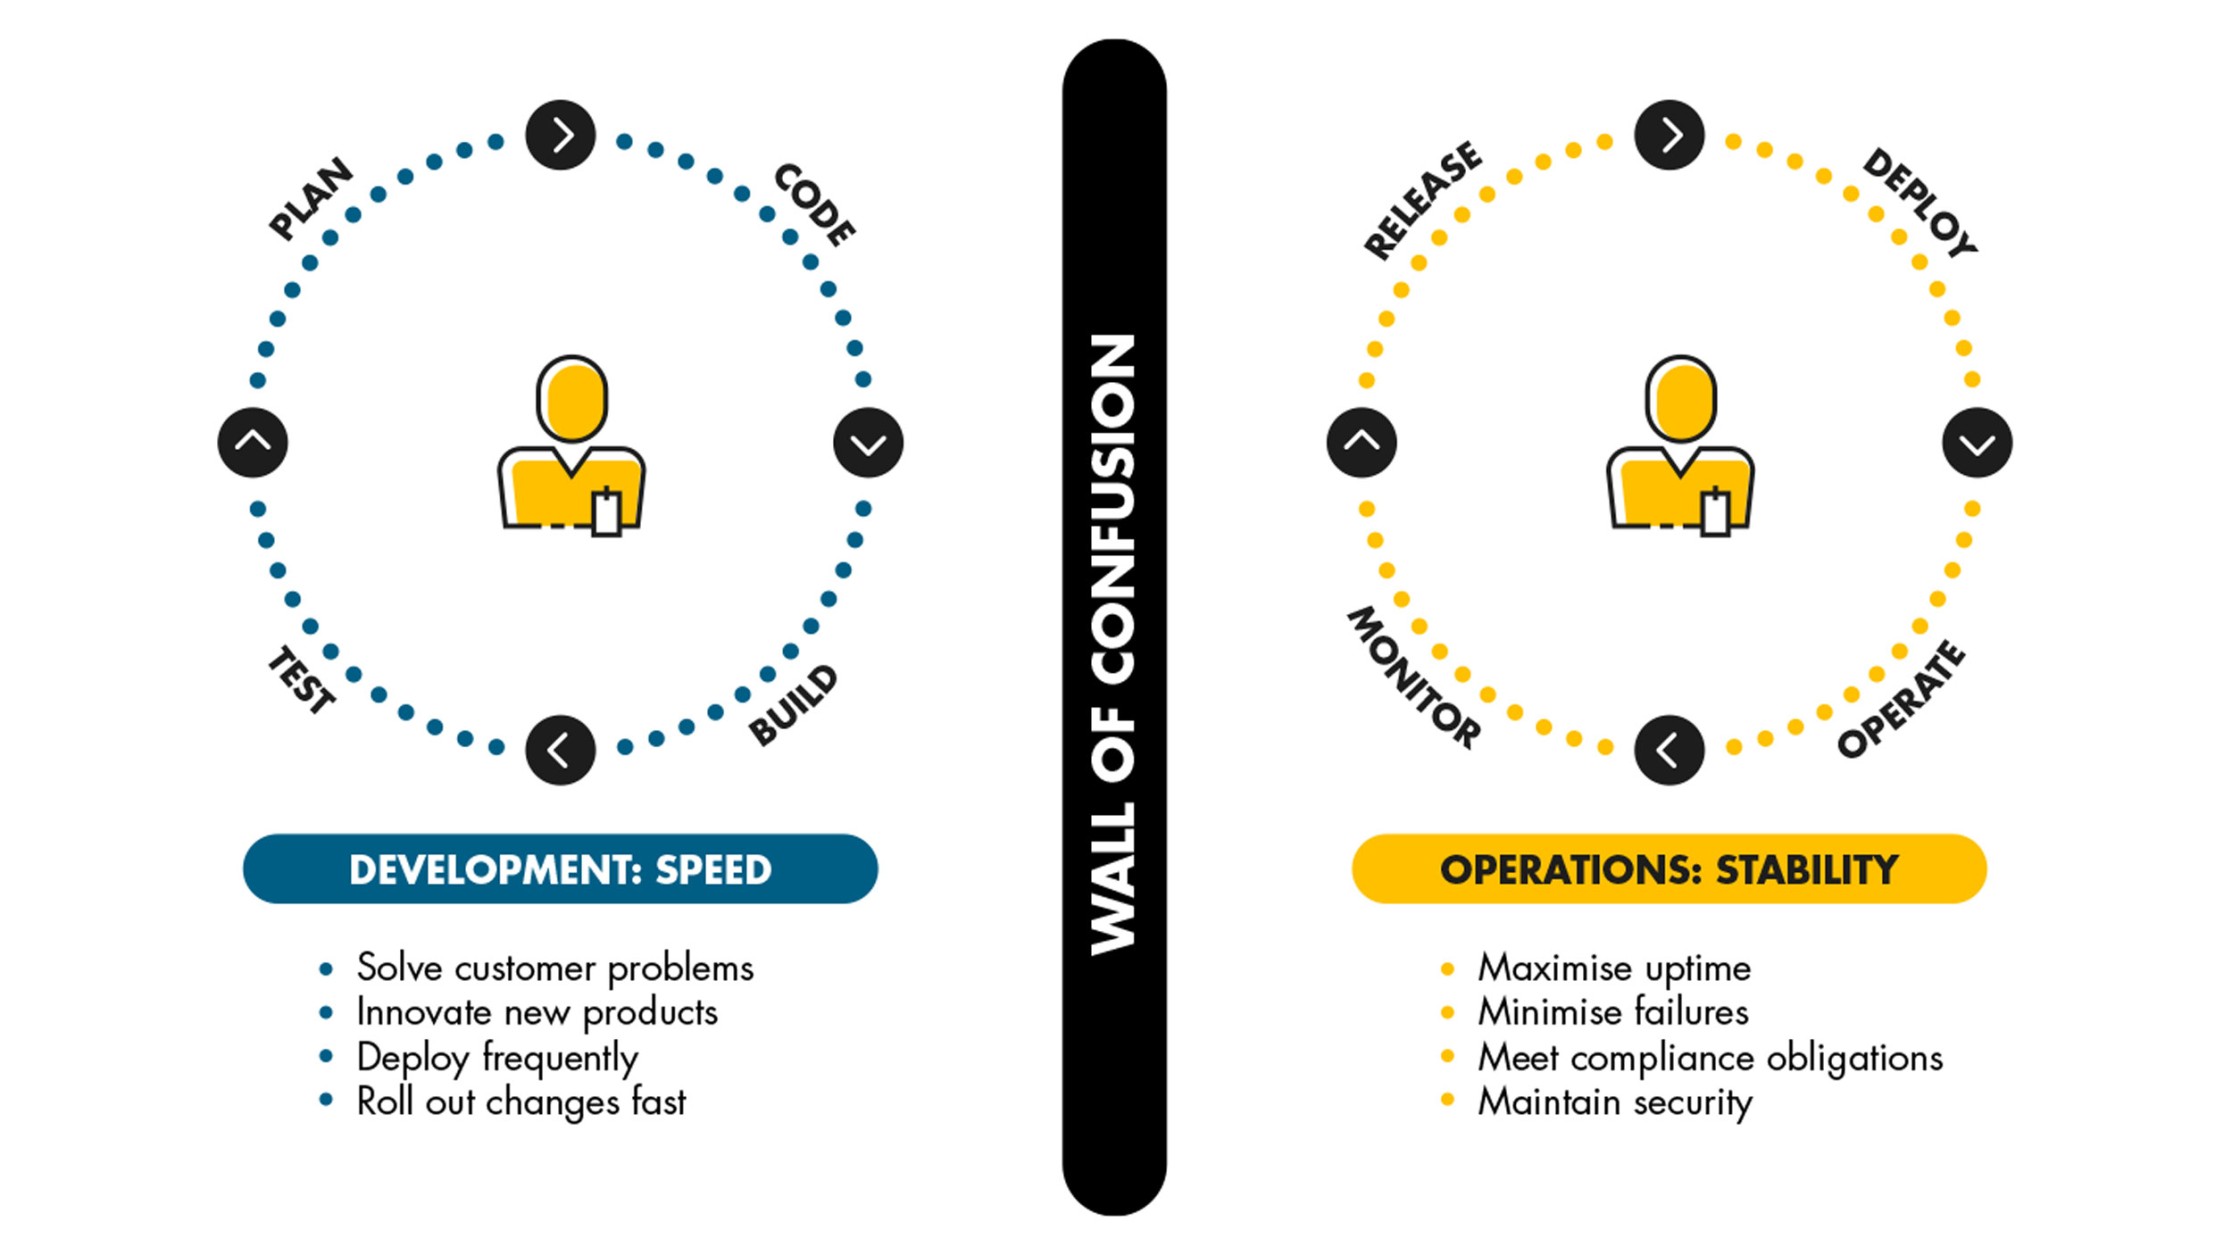 PLAN
CODE
BUILD
TEST
DEVELOPMENT: SPEED
• Solve customer problems
• Innovate new products
• Deploy frequently
• Roll out changes fast
WALL OF CONFUSION
RELEASE
DEPLOY
OPERATE
MONITOR
OPERATIONS: STABILITY
• Maximise uptime
• Minimise failures
• Meet compliance obligations
• Maintain security